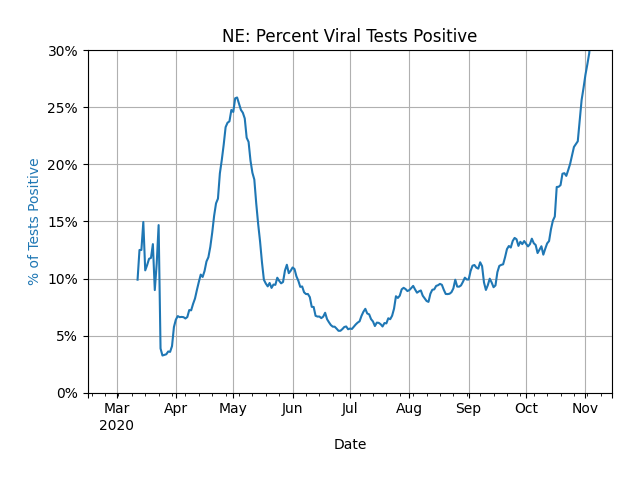 NE: Percent Viral Tests Positive
30%
25%
20%
15%
10%
5%
0%
% of Tests Positive
Mar Apr May Jun Jul Aug Sep Oct Nov
2020
Date